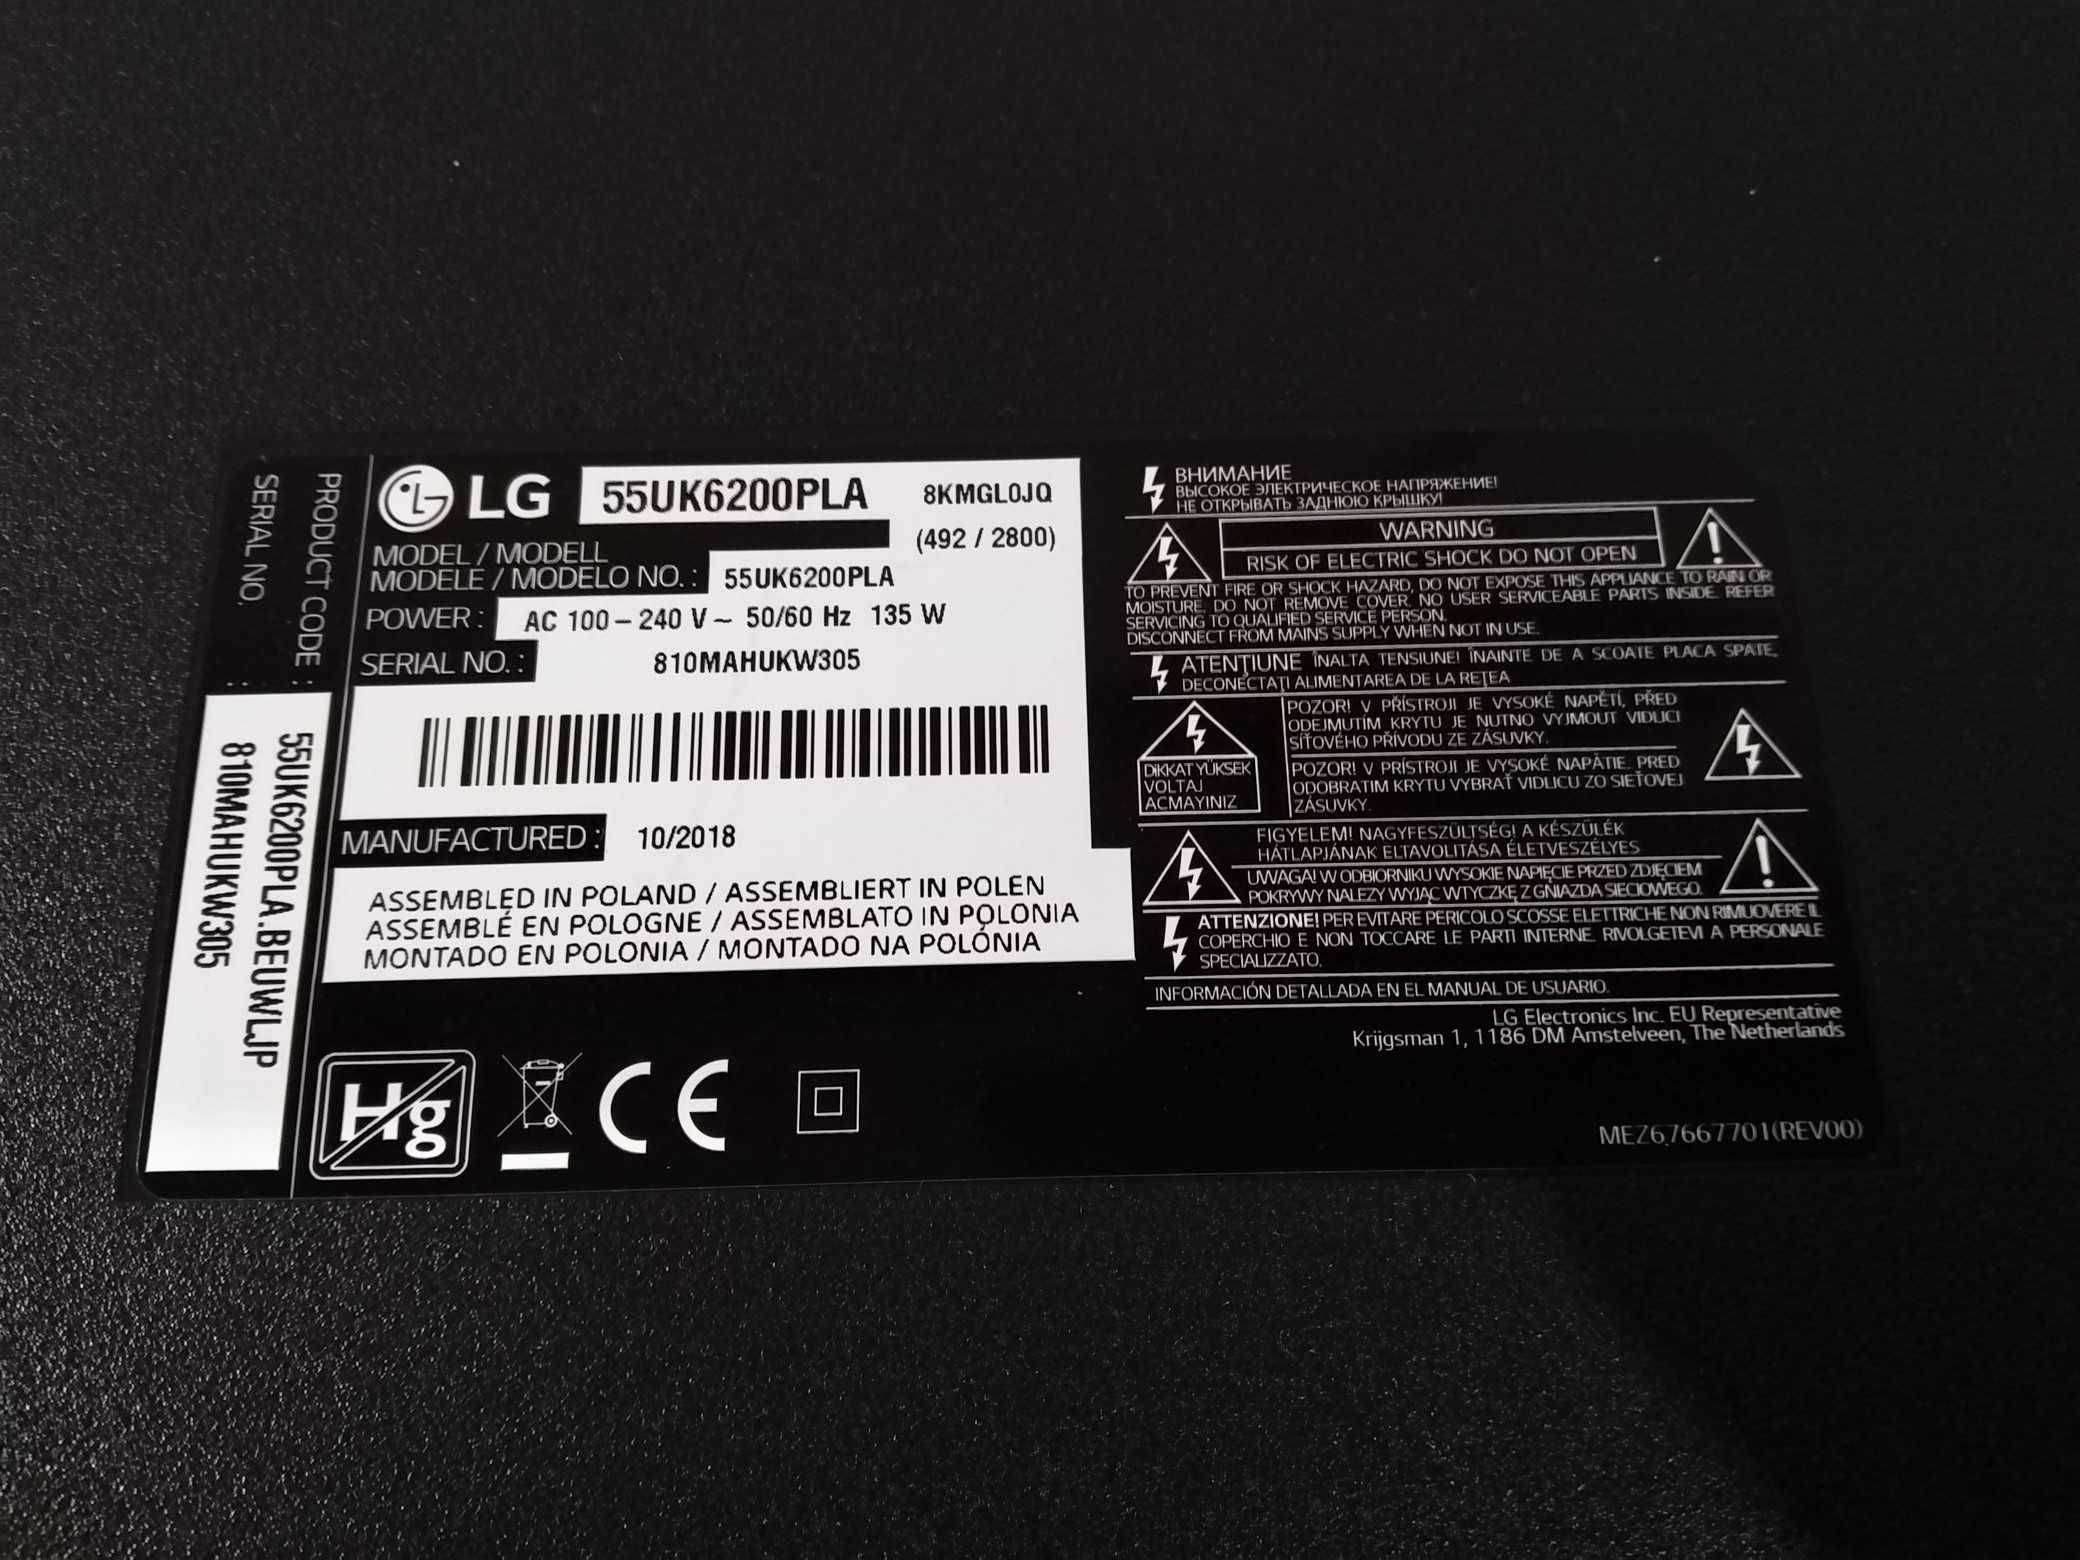 PRODUCT CODE :
55UK6200PLA.BEUWLJP
SERIAL NO. :
810MAHUKW305
LG 55UK6200PLA 8KMGL0JQ
(492 / 2800)
MODEL / MODELL
MODELE / MODELO NO. : 55UK6200PLA
POWER : AC 100 – 240 V ~ 50/60 Hz 135 W
SERIAL NO. : 810MAHUKW305
MANUFACTURED : 10/2018
ASSEMBLED IN POLAND / ASSEMBLIERT IN POLEN
ASSEMBLÉ EN POLOGNE / ASSEMBLATO IN POLONIA
MONTADO EN POLONIA / MONTADO NA POLÓNIA
Hg
CE
ВНИМАНИЕ
ВЫСОКОЕ ЭЛЕКТРИЧЕСКОЕ НАПРЯЖЕНИЕ!
НЕ ОТКРЫВАТЬ ЗАДНЮЮ КРЫШКУ!
WARNING
RISK OF ELECTRIC SHOCK DO NOT OPEN
TO PREVENT FIRE OR SHOCK HAZARD, DO NOT EXPOSE THIS APPLIANCE TO RAIN OR
MOISTURE. DO NOT REMOVE COVER. NO USER SERVICEABLE PARTS INSIDE. REFER
SERVICING TO QUALIFIED SERVICE PERSON.
DISCONNECT FROM MAINS SUPPLY WHEN NOT IN USE.
ATENŢIUNE ÎNALTA TENSIUNE! ÎNAINTE DE A SCOATE PLACA SPATE,
DECONECTAŢI ALIMENTAREA DE LA REŢEA
DIKKAT YÜKSEK
VOLTAJ
ACMAYINIZ
POZOR! V PŘÍSTROJI JE VYSOKÉ NAPĚTÍ, PŘED
ODEJMUTÍM KRYTU JE NUTNO VYJMOUT VIDLICI
SÍŤOVÉHO PŘÍVODU ZE ZÁSUVKY.
POZOR! V PRÍSTROJI JE VYSOKÉ NAPÄTIE. PRED
ODOBRATIM KRYTU VYBRAŤ VIDLICU ZO SIEŤOVEJ
ZÁSUVKY.
FIGYELEM! NAGYFESZÜLTSÉG! A KÉSZÜLÉK
HÁTLAPJÁNAK ELTAVOLITÁSA ÉLETVESZÉLYES
UWAGA! W ODBIORNIKU WYSOKIE NAPIĘCIE PRZED ZDJĘCIEM
POKRYWY NALEZY WYJĄC WTYCZKĘ Z GNIAZDA SIECIOWEGO.
ATTENZIONE! PER EVITARE PERICOLO SCOSSE ELETTRICHE NON RIMUOVERE IL
COPERCHIO E NON TOCCARE LE PARTI INTERNE. RIVOLGETEVI A PERSONALE
SPECIALIZZATO.
INFORMACIÓN DETALLADA EN EL MANUAL DE USUARIO.
LG Electronics Inc. EU Representative
Krijgsman 1, 1186 DM Amstelveen, The Netherlands
MEZ67667701(REV00)